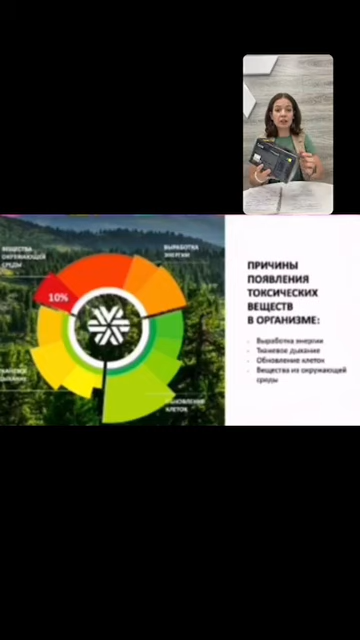 ВЕЩЕСТВА
ОКРУЖАЮЩЕЙ
СРЕДЫ
ВЫРАБОТКА
ЭНЕРГИИ
10%
ДЫХАНИЕ
КЛЕТОК
ПРИЧИНЫ
ПОЯВЛЕНИЯ
ТОКСИЧЕСКИХ
ВЕЩЕСТВ
В ОРГАНИЗМЕ:
- Выработка энергии
- Тканевое дыхание
- Обновление клеток
- Вещества из окружающей
среды